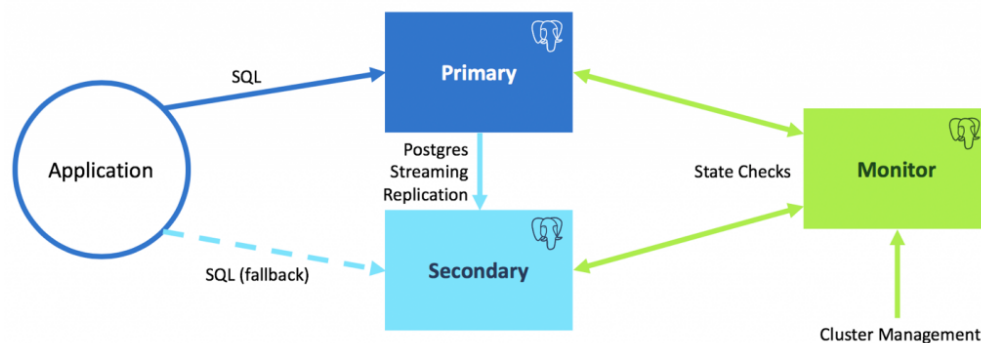 SQL
Primary
Application
Postgres
Streaming
Replication
State Checks
Monitor
SQL (fallback)
Secondary
Cluster Management